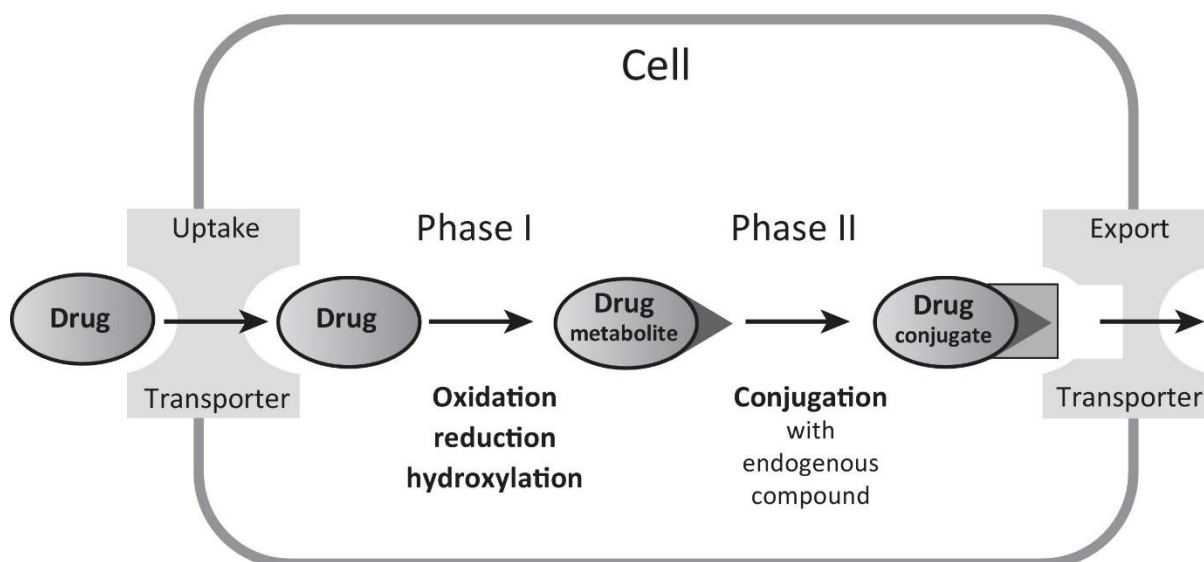 Cell
Uptake
Phase I
Phase II
Export
Drug
Drug
Drug
metabolite
Drug
conjugate
Transporter
Oxidation
reduction
hydroxylation
Conjugation
with
endogenous
compound
Transporter